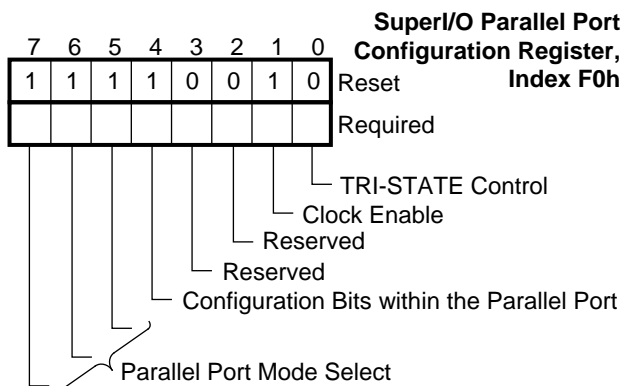 SuperI/O Parallel Port
Configuration Register,
Index F0h
7 6 5 4 3 2 1 0
1 1 1 1 0 0 1 0 Reset
Required
TRI-STATE Control
Clock Enable
Reserved
Reserved
Configuration Bits within the Parallel Port
Parallel Port Mode Select